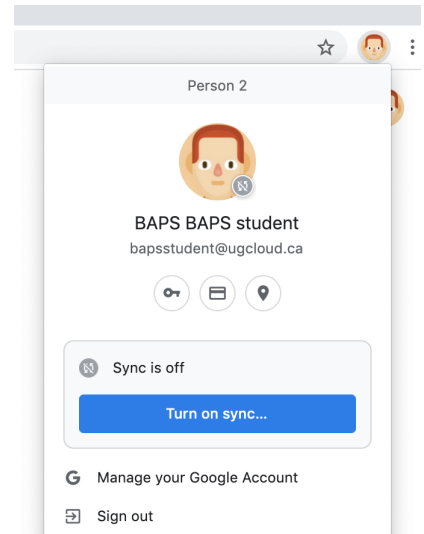 Person 2
BAPS BAPS student
bapsstudent@ugcloud.ca
Sync is off
Turn on sync...
Manage your Google Account
Sign out